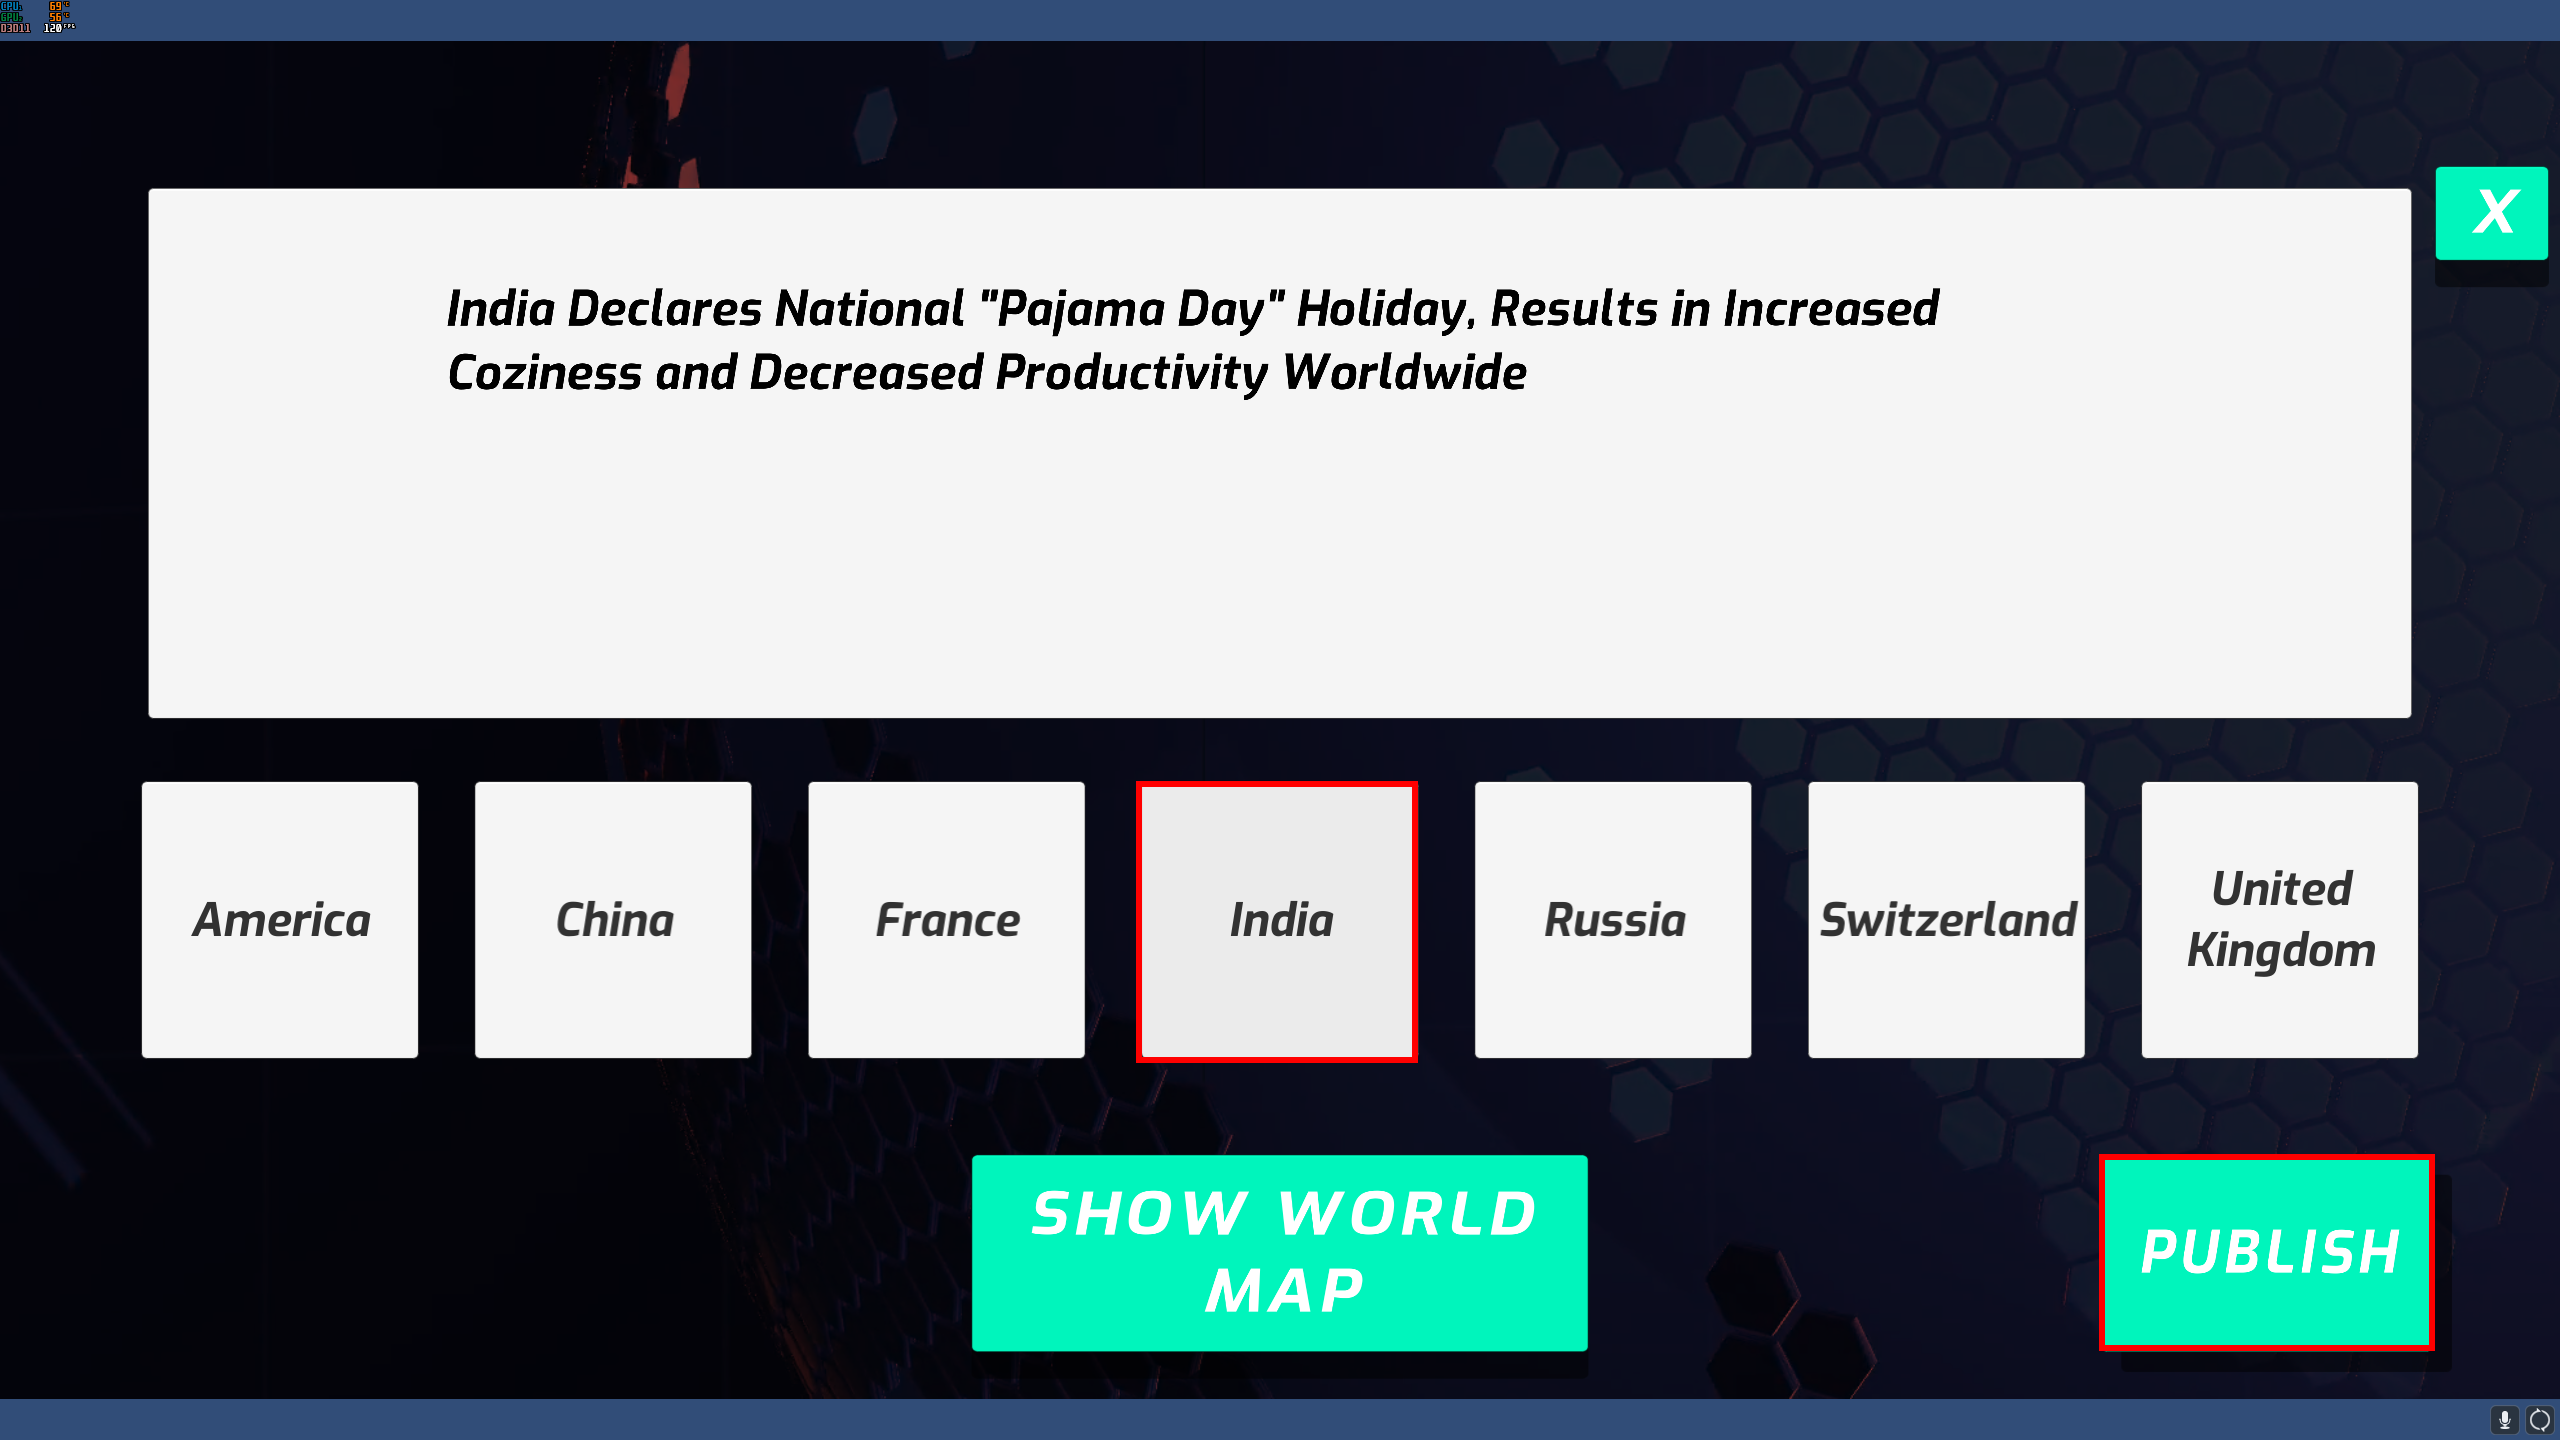 CPU: 69°C
GPU: 56°C
D3D11 120 FPS
X
India Declares National "Pajama Day" Holiday, Results in Increased
Coziness and Decreased Productivity Worldwide
America
China
France
India
Russia
Switzerland
United
Kingdom
SHOW WORLD
MAP
PUBLISH